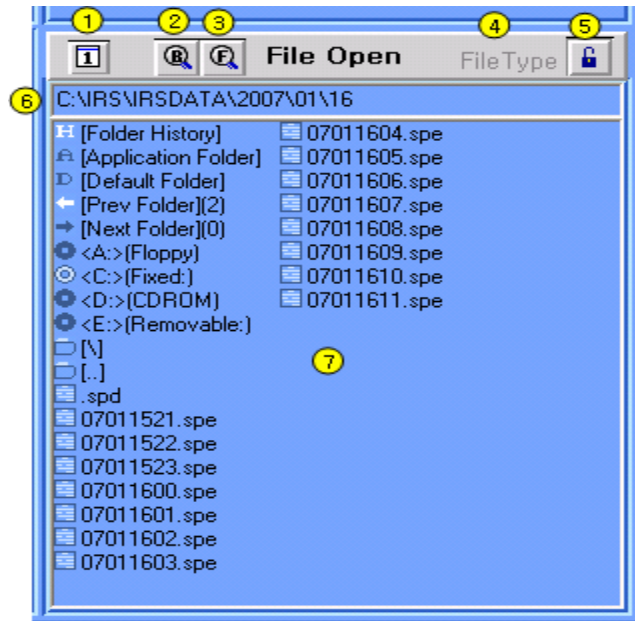 1 2 3 4 5
1 B F File Open FileType
6 C:\IRS\IRSDATA\2007\01\16
H [Folder History]
A [Application Folder]
D [Default Folder]
[Prev Folder](2)
[Next Folder](0)
<A:>(Floppy)
<C:>(Fixed:)
<D:>(CDROM)
<E:>(Removable:)
[\]
[..]
.spd
07011521.spe
07011522.spe
07011523.spe
07011600.spe
07011601.spe
07011602.spe
07011603.spe
07011604.spe
07011605.spe
07011606.spe
07011607.spe
07011608.spe
07011609.spe
07011610.spe
07011611.spe
7